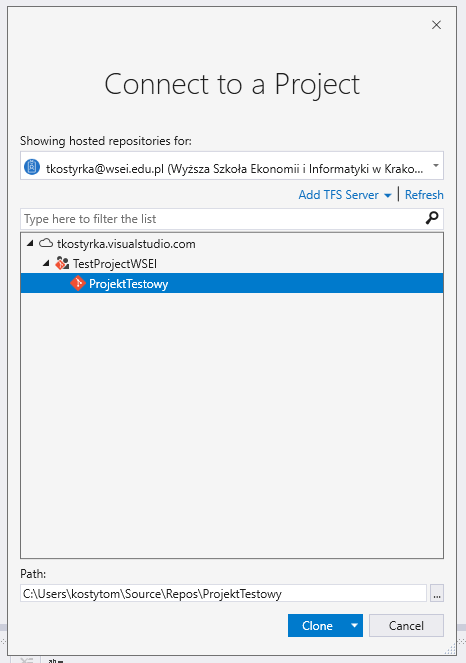 Connect to a Project
Showing hosted repositories for:
tkostyrka@wsei.edu.pl (Wyższa Szkoła Ekonomii i Informatyki w Krako...
Add TFS Server | Refresh
Type here to filter the list
tkostyrka.visualstudio.com
TestProjectWSEI
ProjektTestowy
Path:
C:\Users\kostytom\Source\Repos\ProjektTestowy
...
Clone
Cancel